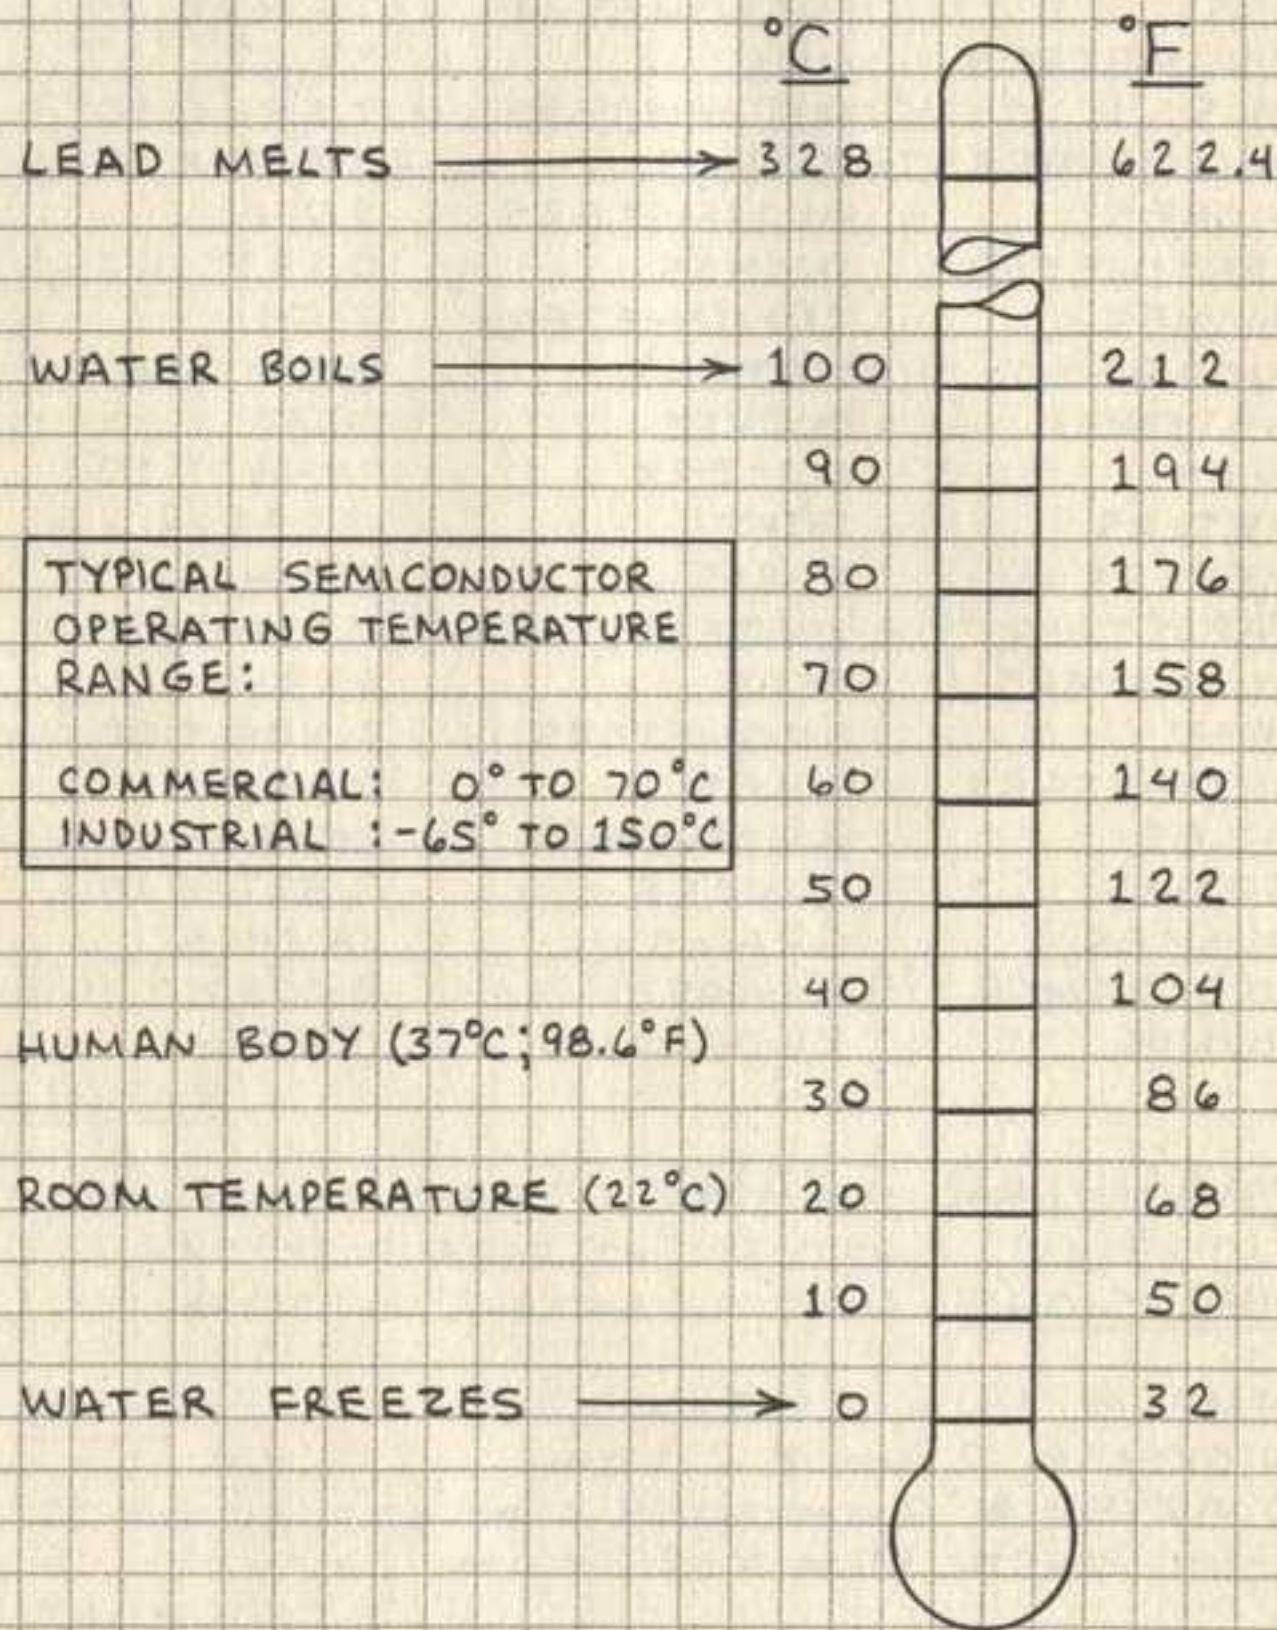 °C °F
LEAD MELTS 328 622.4
WATER BOILS 100 212
90 194
TYPICAL SEMICONDUCTOR 80 176
OPERATING TEMPERATURE
RANGE: 70 158
COMMERCIAL: 0° TO 70°C 60 140
INDUSTRIAL : -65° TO 150°C
50 122
40 104
HUMAN BODY (37°C; 98.6°F)
30 86
ROOM TEMPERATURE (22°C) 20 68
10 50
WATER FREEZES 0 32